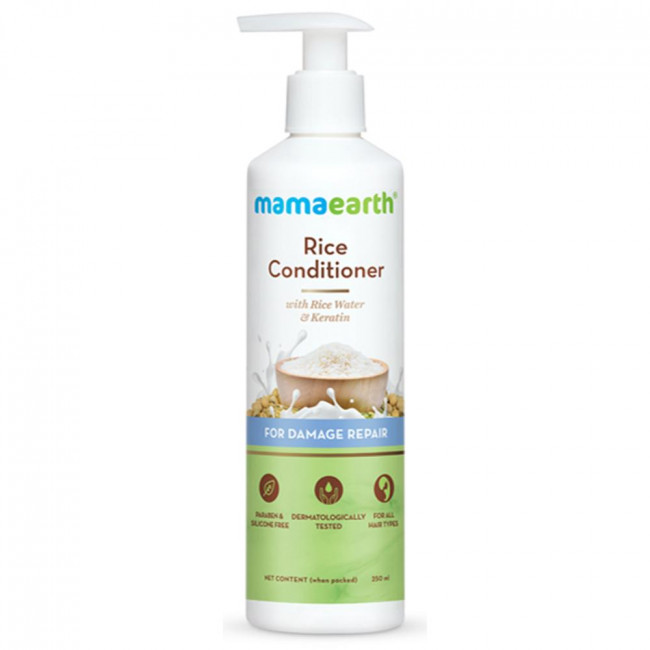 mamaearth®
Rice
Conditioner
with Rice Water
& Keratin
FOR DAMAGE REPAIR
PARABEN & DERMATOLOGICALLY FOR ALL
SILICONE FREE TESTED HAIR TYPES
NET CONTENT (when packed) 250 ml